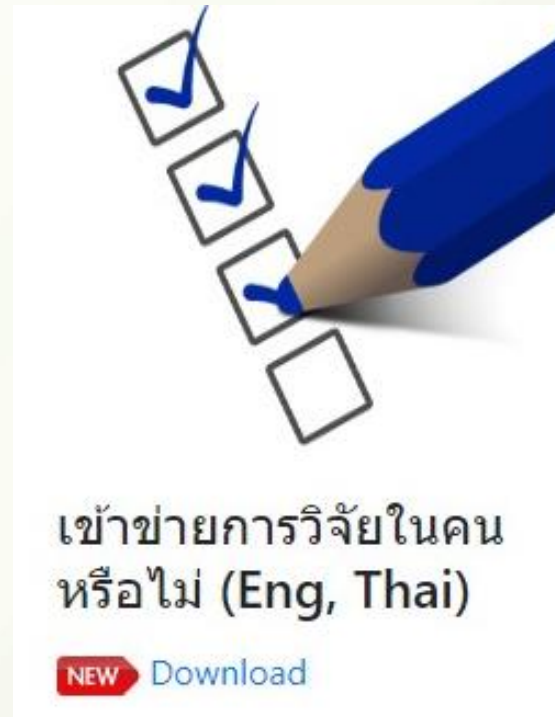 เข้าข่ายการวิจัยในคน
หรือไม่ (Eng, Thai)
NEW Download